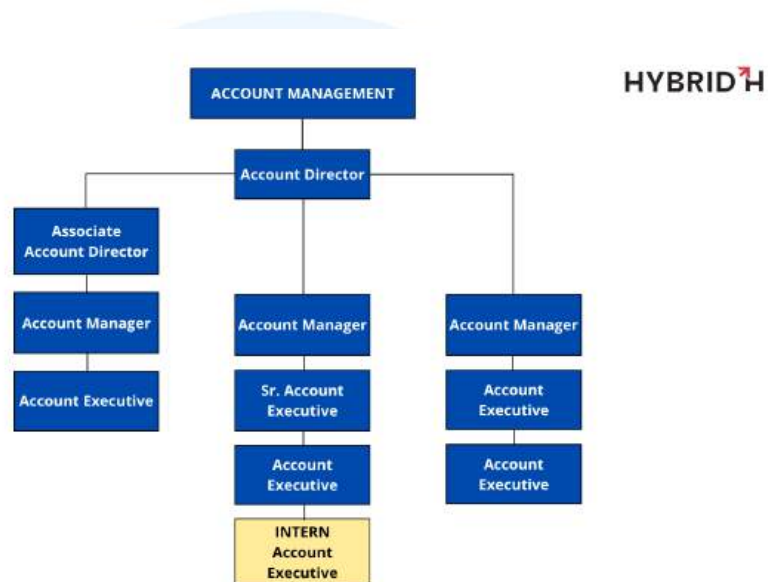 HYBRID H
ACCOUNT MANAGEMENT
Account Director
Associate
Account Director
Account Manager
Account Executive
Account Manager
Sr. Account
Executive
Account
Executive
INTERN
Account
Executive
Account Manager
Account
Executive
Account
Executive